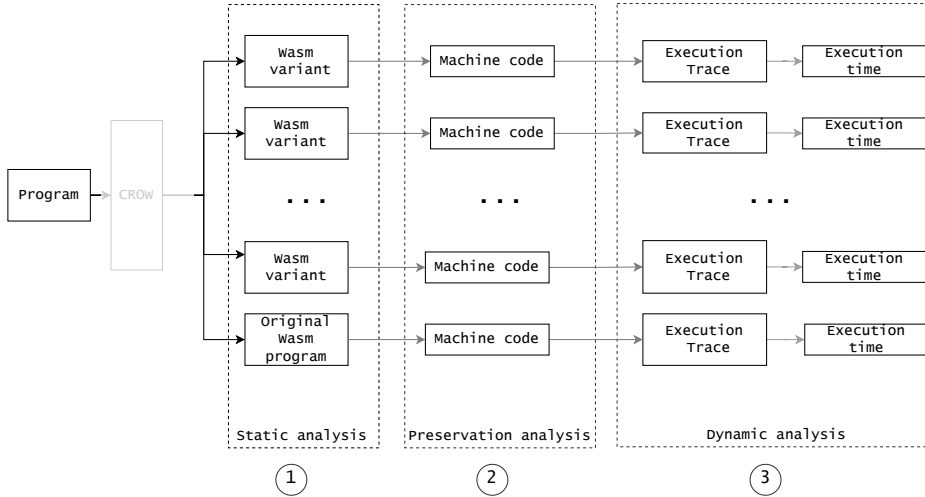 Wasm
variant
Machine code
Execution
Trace
Execution
time
Wasm
variant
Machine code
Execution
Trace
Execution
time
Program
CROW
...
...
...
Wasm
variant
Machine code
Execution
Trace
Execution
time
Original
Wasm
program
Machine code
Execution
Trace
Execution
time
Static analysis
Preservation analysis
Dynamic analysis
1
2
3